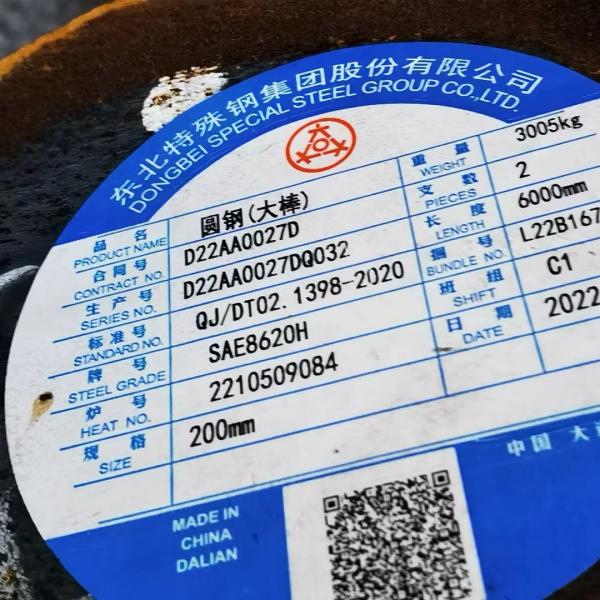 东北特殊钢集团股份有限公司
DONGBEI SPECIAL STEEL GROUP CO.,LTD.
品 名 圆钢(大棒) 重 量 3005kg
PRODUCT NAME WEIGHT
合同号 D22AA0027D 支 数 2
CONTRACT NO. PIECES
生产号 D22AA0027DQ032 长 度 6000mm
SERIES NO. LENGTH
标准号 QJ/DT02.1398-2020 捆 号 L22B167
STANDARD NO. BUNDLE NO.
牌 号 SAE8620H 班 组 C1
STEEL GRADE SHIFT
炉 号 2210509084 日 期 2022
HEAT NO. DATE
规 格 200mm
SIZE
中国 大连
MADE IN
CHINA
DALIAN